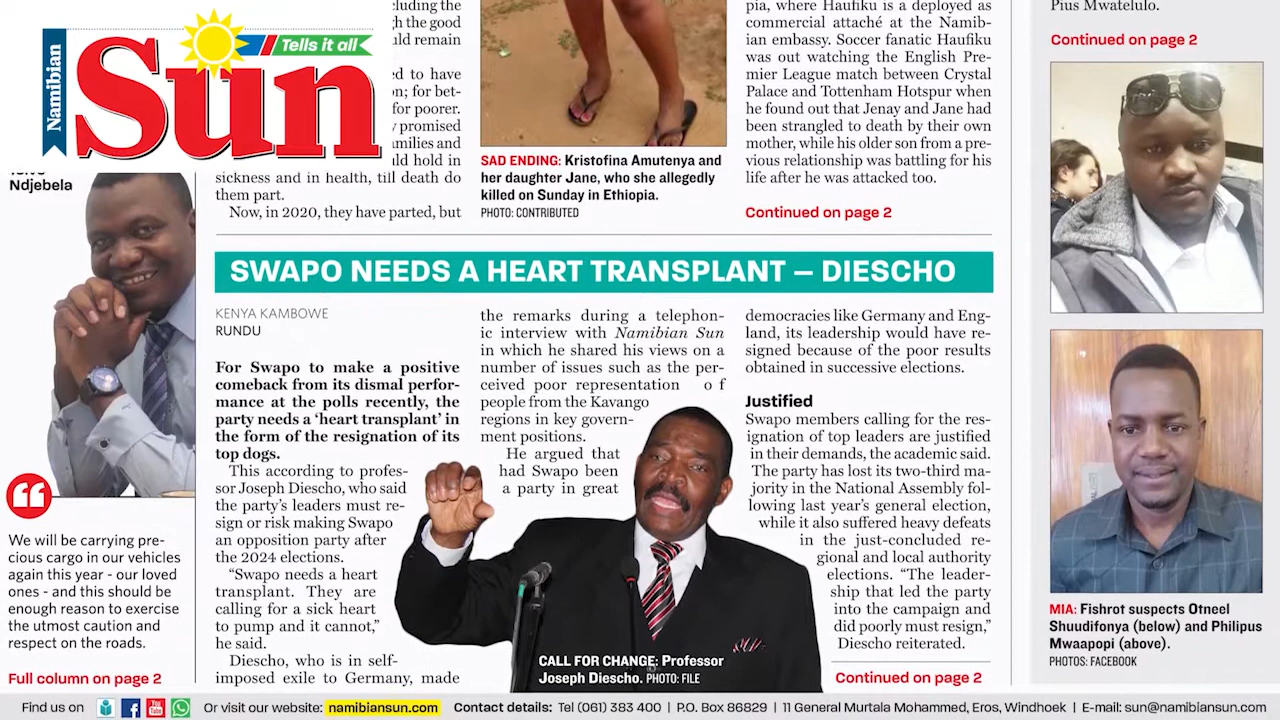 Namibian
Sun
Tells it all
Ndjebela
We will be carrying pre-
cious cargo in our vehicles
again this year - our loved
ones - and this should be
enough reason to exercise
the utmost caution and
respect on the roads.
Full column on page 2
cluding the
the good
uld remain
ed to have
for bet-
for poorer.
promised
amilies and
uld hold in
sickness and in health, till death do
them part.
Now, in 2020, they have parted, but
SAD ENDING: Kristofina Amutenya and
her daughter Jane, who she allegedly
killed on Sunday in Ethiopia.
PHOTO: CONTRIBUTED
pia, where Haufiku is a deployed as
commercial attaché at the Namib-
ian embassy. Soccer fanatic Haufiku
was out watching the English Pre-
mier League match between Crystal
Palace and Tottenham Hotspur when
he found out that Jenay and Jane had
been strangled to death by their own
mother, while his older son from a pre-
vious relationship was battling for his
life after he was attacked too.
Continued on page 2
SWAPO NEEDS A HEART TRANSPLANT – DIESCHO
KENYA KAMBOWE
RUNDU
For Swapo to make a positive
comeback from its dismal perfor-
mance at the polls recently, the
party needs a ‘heart transplant’ in
the form of the resignation of its
top dogs.
This according to profes-
sor Joseph Diescho, who said
the party’s leaders must re-
sign or risk making Swapo
an opposition party after
the 2024 elections.
“Swapo needs a heart
transplant. They are
calling for a sick heart
to pump and it cannot,”
he said.
Diescho, who is in self-
imposed exile to Germany, made
the remarks during a telephon-
ic interview with Namibian Sun
in which he shared his views on a
number of issues such as the per-
ceived poor representation o f
people from the Kavango
regions in key govern-
ment positions.
He argued that
had Swapo been
a party in great
CALL FOR CHANGE: Professor
Joseph Diescho. PHOTO: FILE
democracies like Germany and Eng-
land, its leadership would have re-
signed because of the poor results
obtained in successive elections.
Justified
Swapo members calling for the res-
ignation of top leaders are justified
in their demands, the academic said.
The party has lost its two-third ma-
jority in the National Assembly fol-
lowing last year’s general election,
while it also suffered heavy defeats
in the just-concluded re-
gional and local authority
elections. “The leader-
ship that led the party
into the campaign and
did poorly must resign,”
Diescho reiterated.
Continued on page 2
Pius Mwatelulo.
Continued on page 2
MIA: Fishrot suspects Otneel
Shuudifonya (below) and Philipus
Mwaapopi (above).
PHOTOS: FACEBOOK
Find us on You Tube Or visit our website: namibiansun.com Contact details: Tel (061) 383 400 | P.O. Box 86829 | 11 General Murtala Mohammed, Eros, Windhoek | E-mail: sun@namibiansun.com